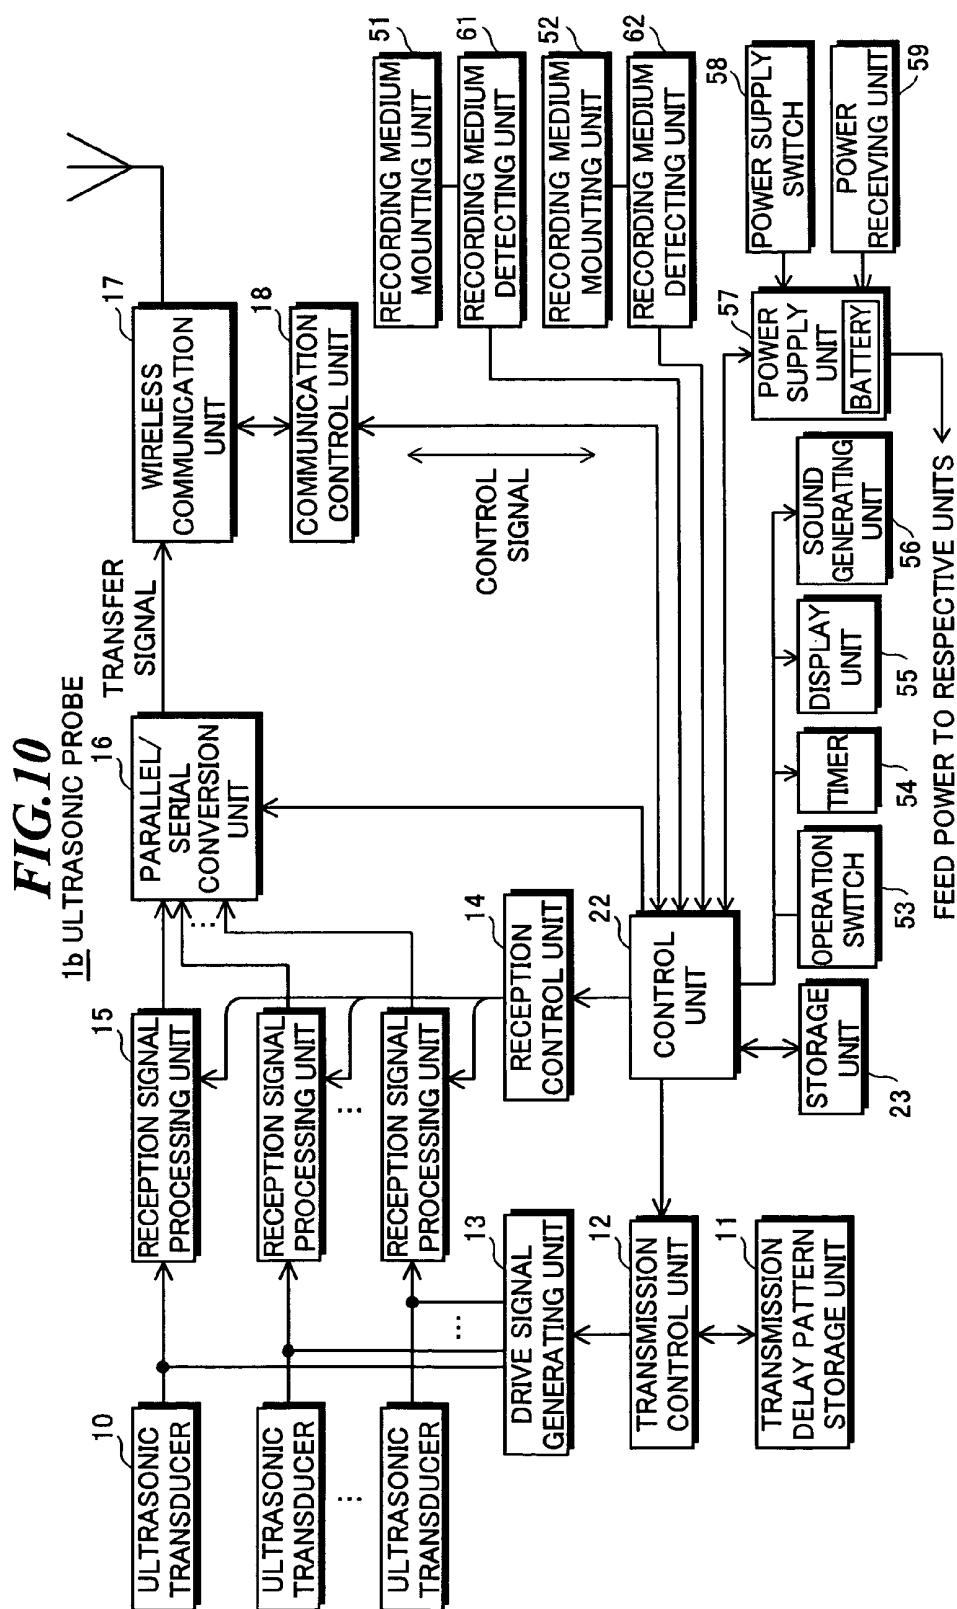 FIG.10
1b ULTRASONIC PROBE
10
ULTRASONIC
TRANSDUCER
ULTRASONIC
TRANSDUCER
...
ULTRASONIC
TRANSDUCER
15
RECEPTION SIGNAL
PROCESSING UNIT
RECEPTION SIGNAL
PROCESSING UNIT
...
RECEPTION SIGNAL
PROCESSING UNIT
16
PARALLEL/
SERIAL
CONVERSION
UNIT
...
TRANSFER
SIGNAL
17
WIRELESS
COMMUNICATION
UNIT
18
COMMUNICATION
CONTROL UNIT
CONTROL
SIGNAL
...
13
DRIVE SIGNAL
GENERATING UNIT
12
TRANSMISSION
CONTROL UNIT
11
TRANSMISSION
DELAY PATTERN
STORAGE UNIT
14
RECEPTION
CONTROL UNIT
22
CONTROL
UNIT
STORAGE
UNIT
23
51
RECORDING MEDIUM
MOUNTING UNIT
61
RECORDING MEDIUM
DETECTING UNIT
52
RECORDING MEDIUM
MOUNTING UNIT
62
RECORDING MEDIUM
DETECTING UNIT
OPERATION
SWITCH
53
TIMER
54
DISPLAY
UNIT
55
SOUND
GENERATING
UNIT
56
57
POWER
SUPPLY
UNIT
BATTERY
58
POWER SUPPLY
SWITCH
POWER
RECEIVING UNIT
59
FEED POWER TO RESPECTIVE UNITS